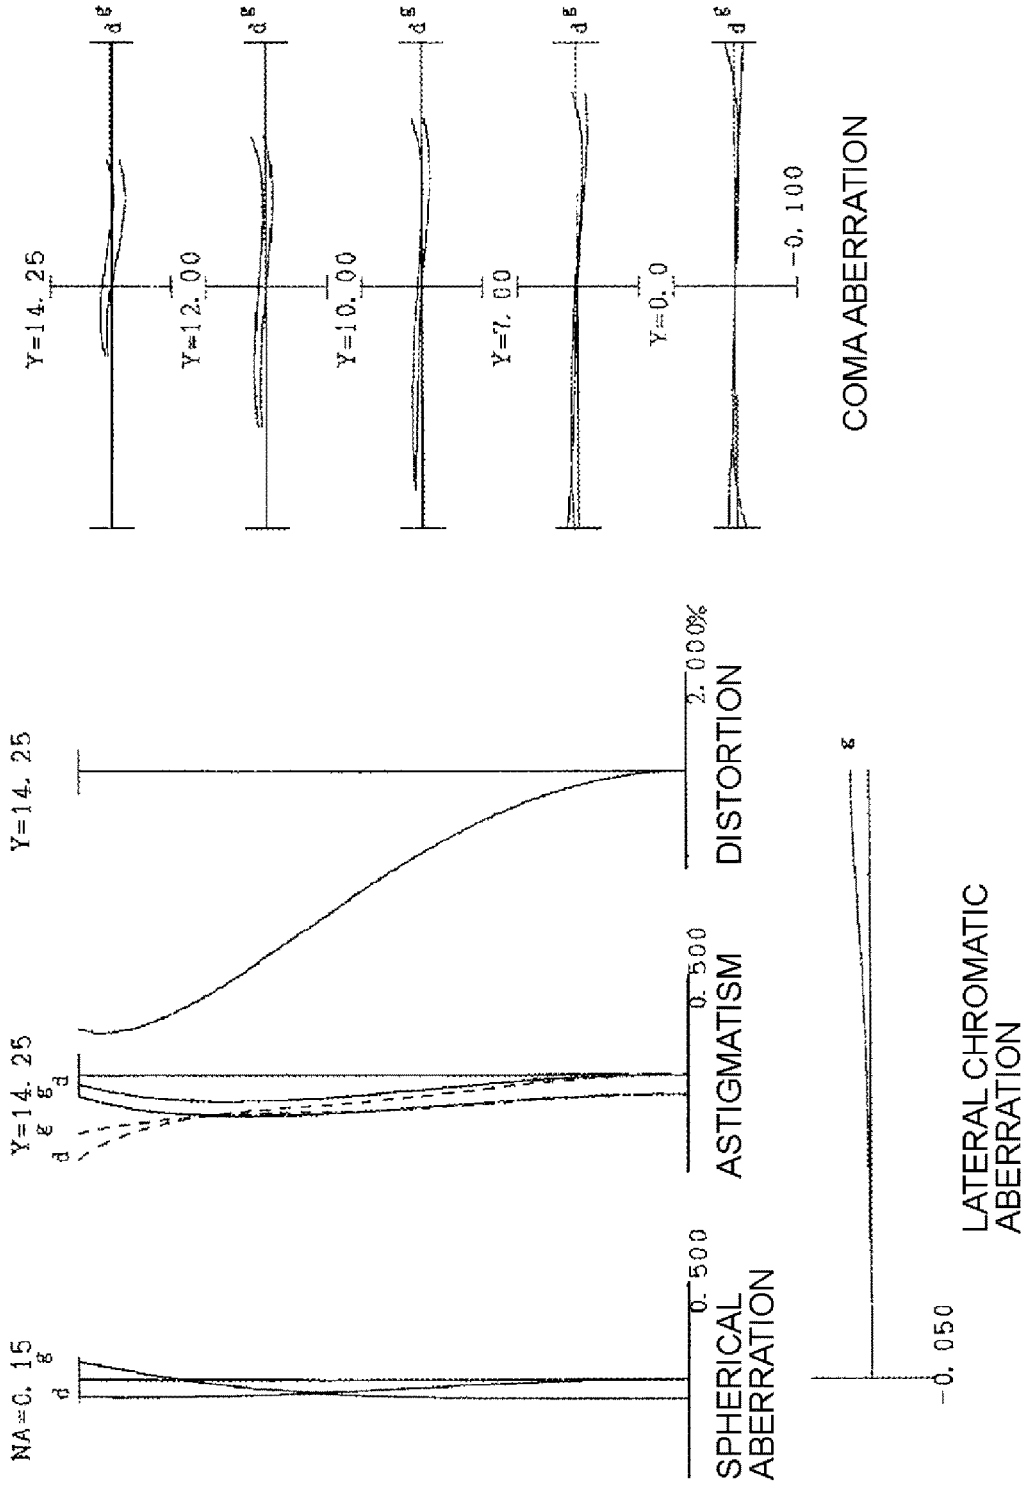 NA=0. 15
d
g
0. 500
SPHERICAL
ABERRATION
Y=14. 25
d
g
g
d
0. 500
ASTIGMATISM
Y=14. 25
2. 000%
DISTORTION
Y=14. 25
d
g
Y=12. 00
d
g
Y=10. 00
d
g
Y=7. 00
d
g
Y=0. 0
d
g
-0. 100
COMA ABERRATION
g
-0. 050
LATERAL CHROMATIC
ABERRATION